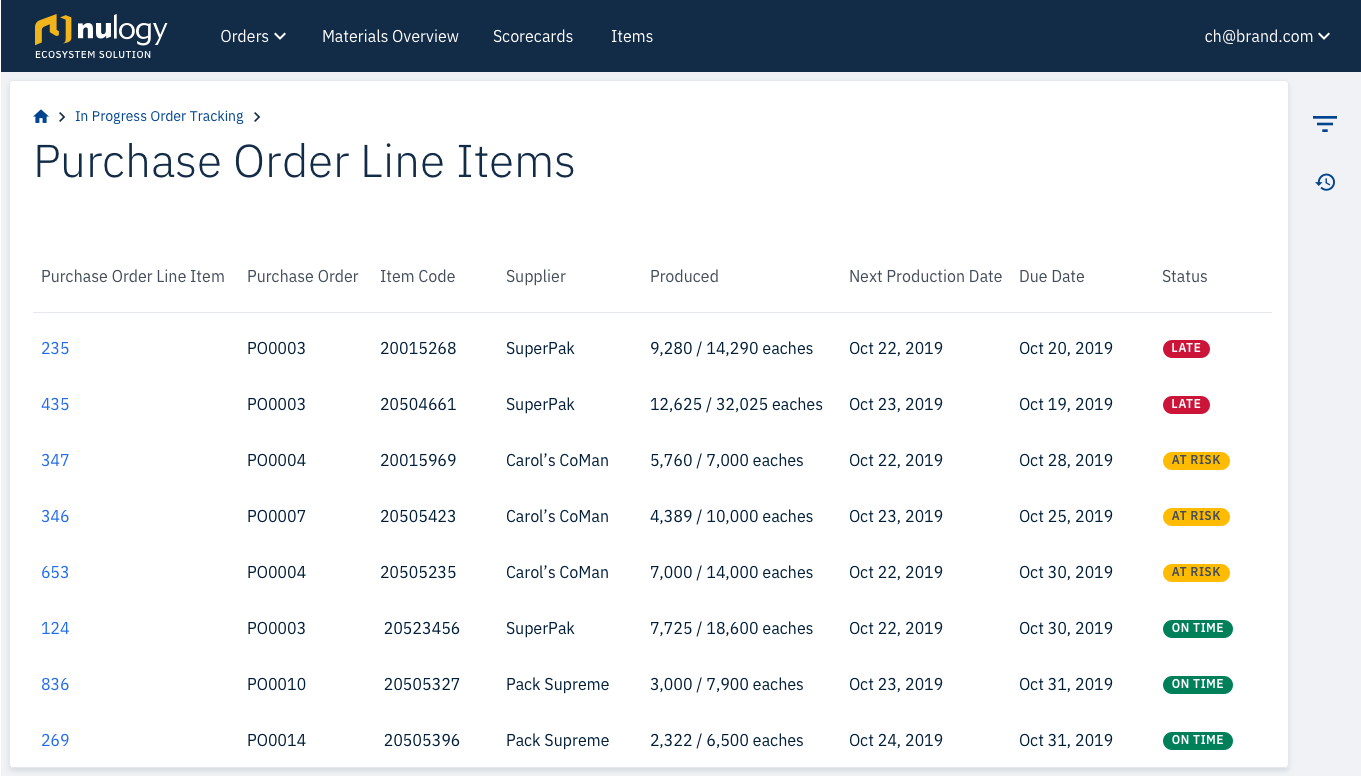 nulogy
ECOSYSTEM SOLUTION
Orders Materials Overview Scorecards Items ch@brand.com
In Progress Order Tracking
Purchase Order Line Items
Purchase Order Line Item Purchase Order Item Code Supplier Produced Next Production Date Due Date Status
235 PO0003 20015268 SuperPak 9,280 / 14,290 eaches Oct 22, 2019 Oct 20, 2019 LATE
435 PO0003 20504661 SuperPak 12,625 / 32,025 eaches Oct 23, 2019 Oct 19, 2019 LATE
347 PO0004 20015969 Carol’s CoMan 5,760 / 7,000 eaches Oct 22, 2019 Oct 28, 2019 AT RISK
346 PO0007 20505423 Carol’s CoMan 4,389 / 10,000 eaches Oct 23, 2019 Oct 25, 2019 AT RISK
653 PO0004 20505235 Carol’s CoMan 7,000 / 14,000 eaches Oct 22, 2019 Oct 30, 2019 AT RISK
124 PO0003 20523456 SuperPak 7,725 / 18,600 eaches Oct 22, 2019 Oct 30, 2019 ON TIME
836 PO0010 20505327 Pack Supreme 3,000 / 7,900 eaches Oct 23, 2019 Oct 31, 2019 ON TIME
269 PO0014 20505396 Pack Supreme 2,322 / 6,500 eaches Oct 24, 2019 Oct 31, 2019 ON TIME